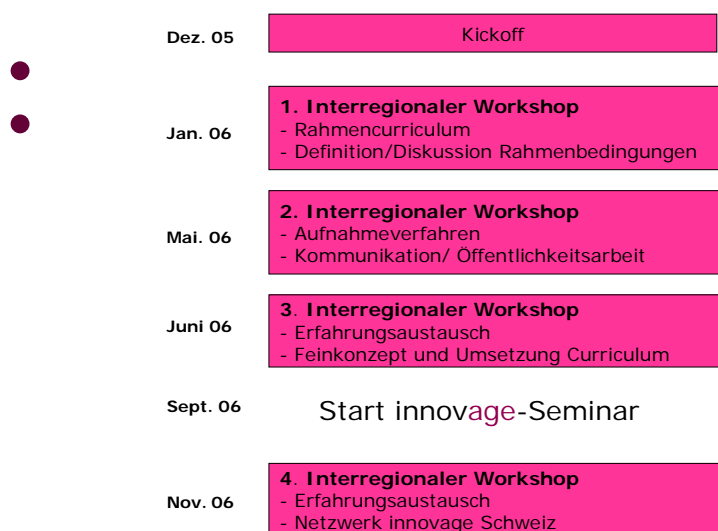 Dez. 05
Kickoff
Jan. 06
1. Interregionaler Workshop
- Rahmencurriculum
- Definition/Diskussion Rahmenbedingungen
Mai. 06
2. Interregionaler Workshop
- Aufnahmeverfahren
- Kommunikation/ Öffentlichkeitsarbeit
Juni 06
3. Interregionaler Workshop
- Erfahrungsaustausch
- Feinkonzept und Umsetzung Curriculum
Sept. 06
Start innovage-Seminar
Nov. 06
4. Interregionaler Workshop
- Erfahrungsaustausch
- Netzwerk innovage Schweiz